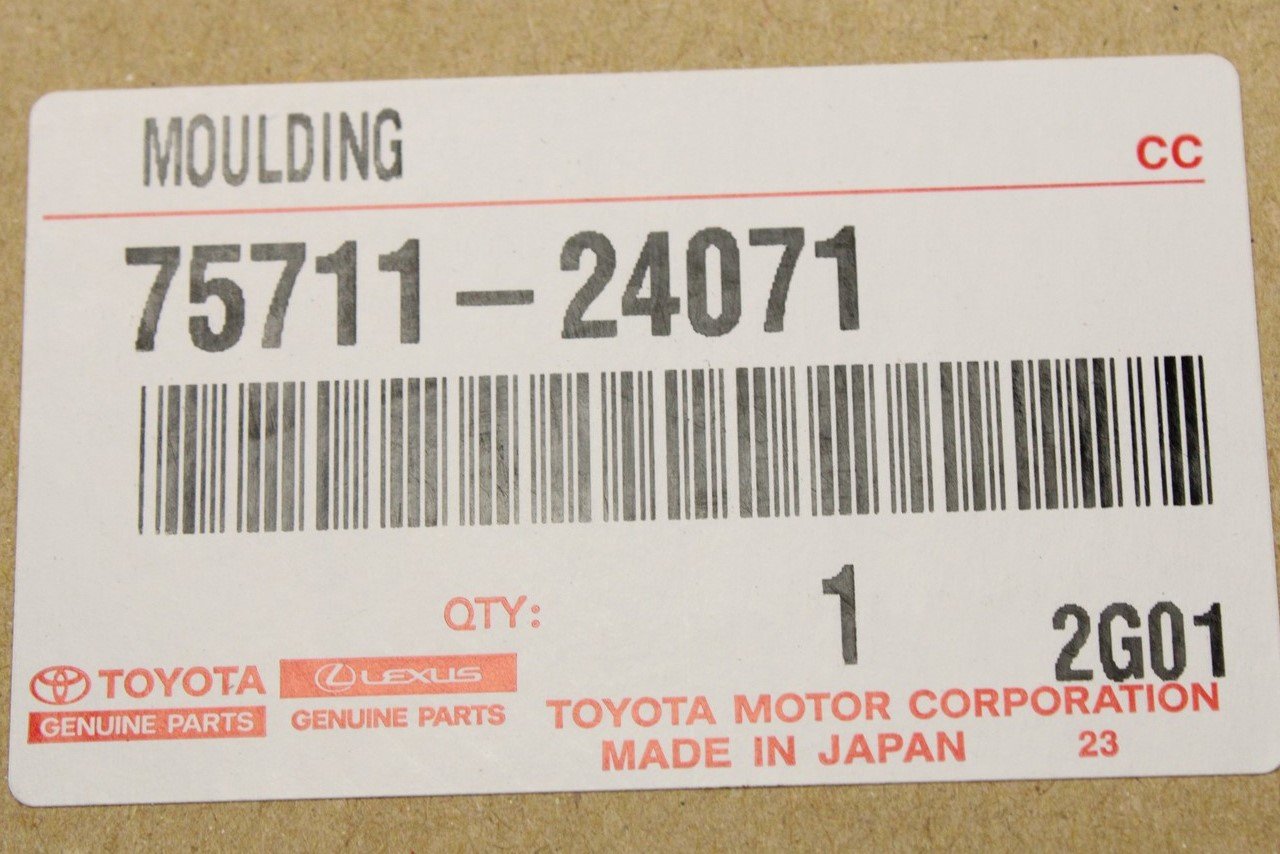 MOULDING
CC
75711-24071
QTY: 1
2G01
TOYOTA
GENUINE PARTS
LEXUS
GENUINE PARTS
TOYOTA MOTOR CORPORATION
MADE IN JAPAN 23